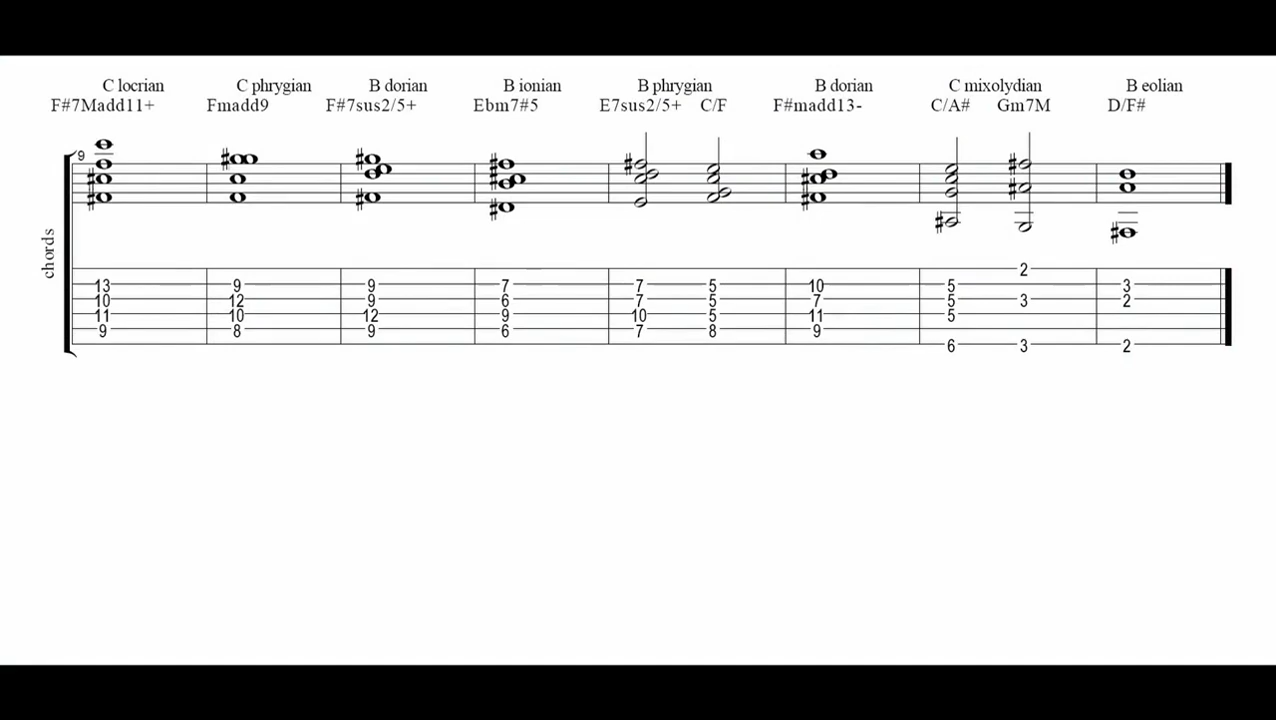 C locrian C phrygian B dorian B ionian B phrygian B dorian C mixolydian B eolian
F#7Madd11+ Fmadd9 F#7sus2/5+ Ebm7#5 E7sus2/5+ C/F F#madd13- C/A# Gm7M D/F#
9
chords
2
13 9 9 7 7 5 10 5 3
10 12 9 6 7 5 7 5 3 2
11 10 12 9 10 5 11 5
9 8 9 6 7 8 9
6 3 2